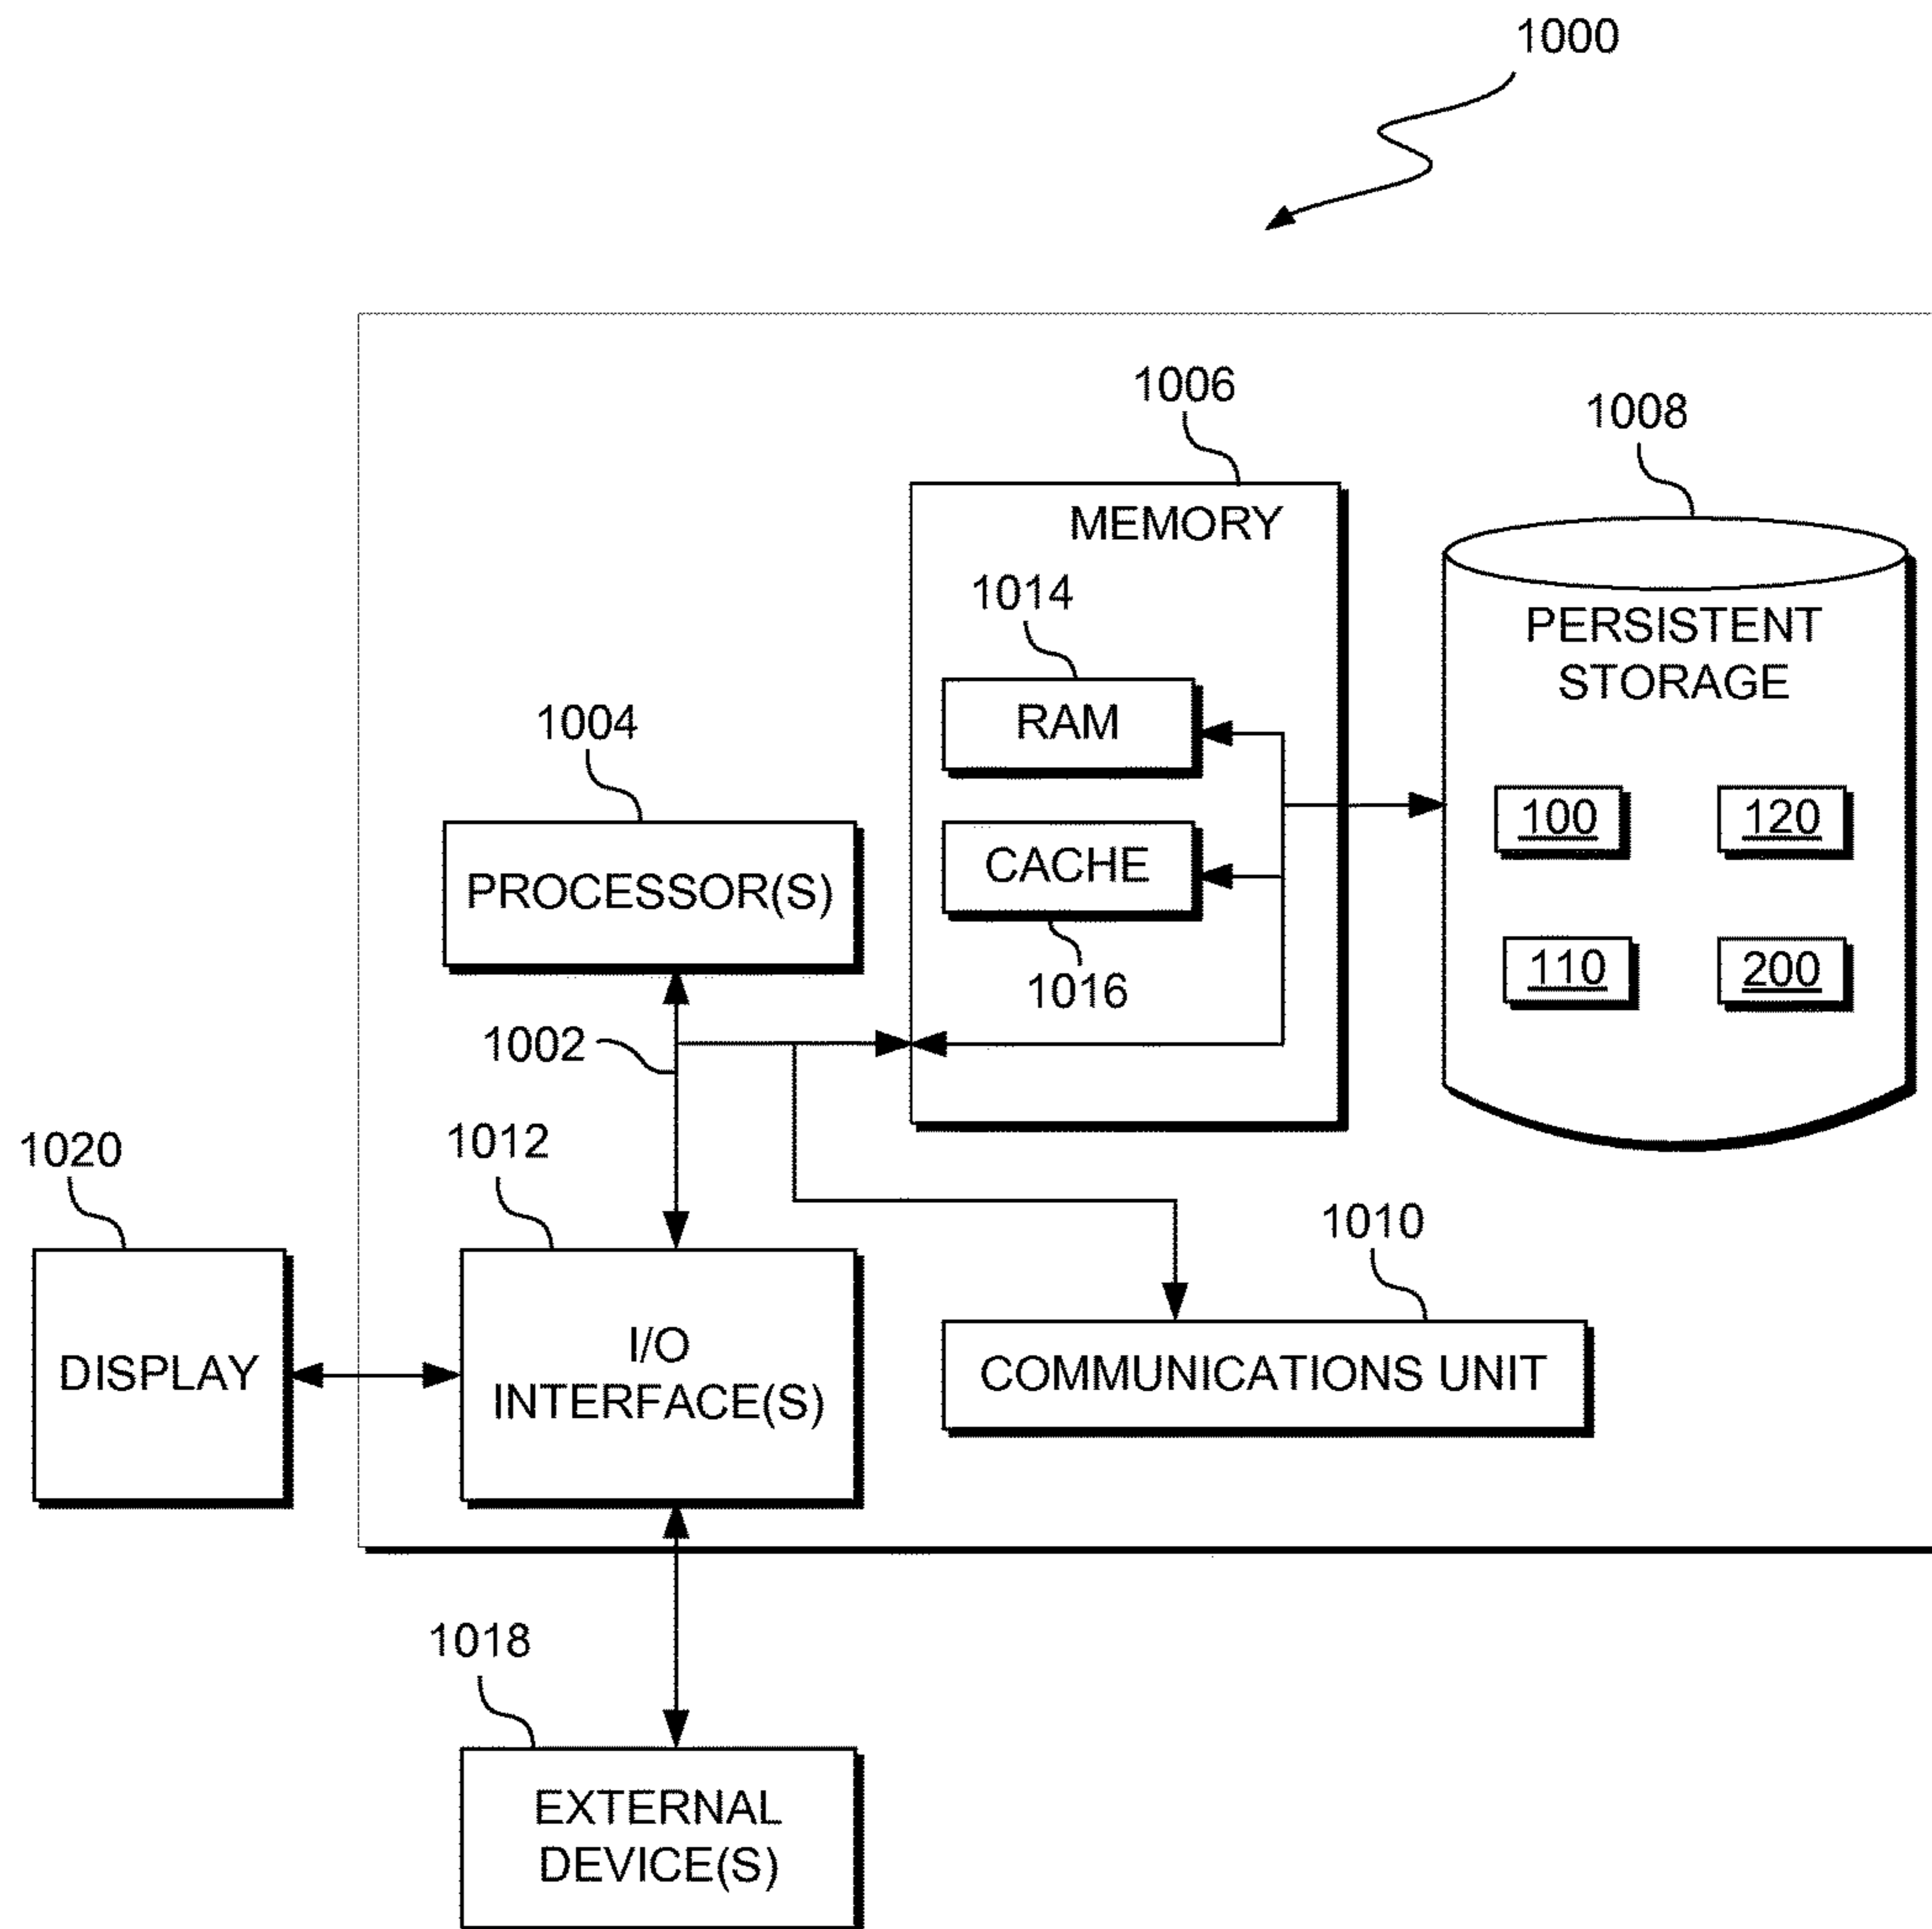 1000
1006
1008
MEMORY
1014
PERSISTENT
STORAGE
RAM
1004
100
120
CACHE
PROCESSOR(S)
110
200
1016
1002
1012
1020
1010
I/O
INTERFACE(S)
DISPLAY
COMMUNICATIONS UNIT
1018
EXTERNAL
DEVICE(S)